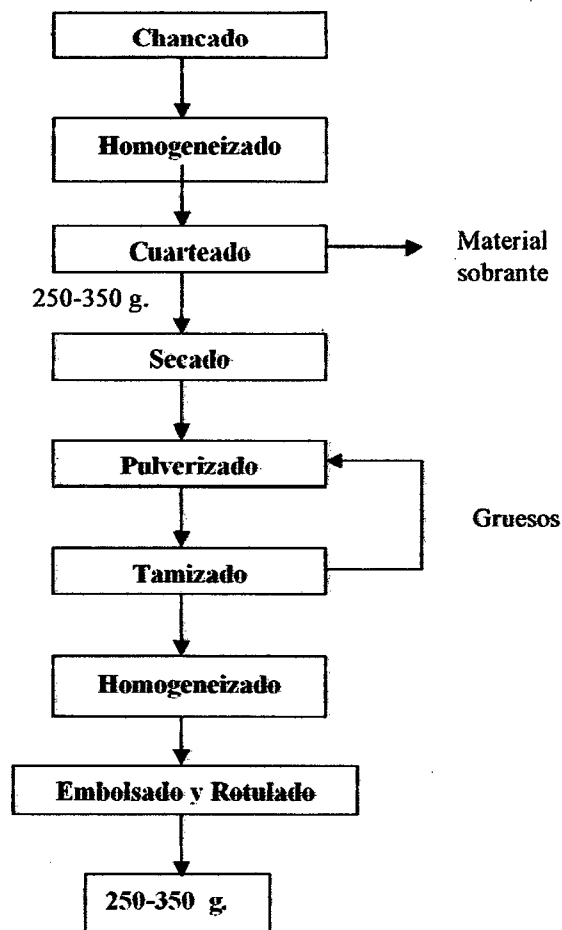 Chancado
Homogeneizado
Cuarteado
Material
sobrante
250-350 g.
Secado
Pulverizado
Gruesos
Tamizado
Homogeneizado
Embolsado y Rotulado
250-350 g.